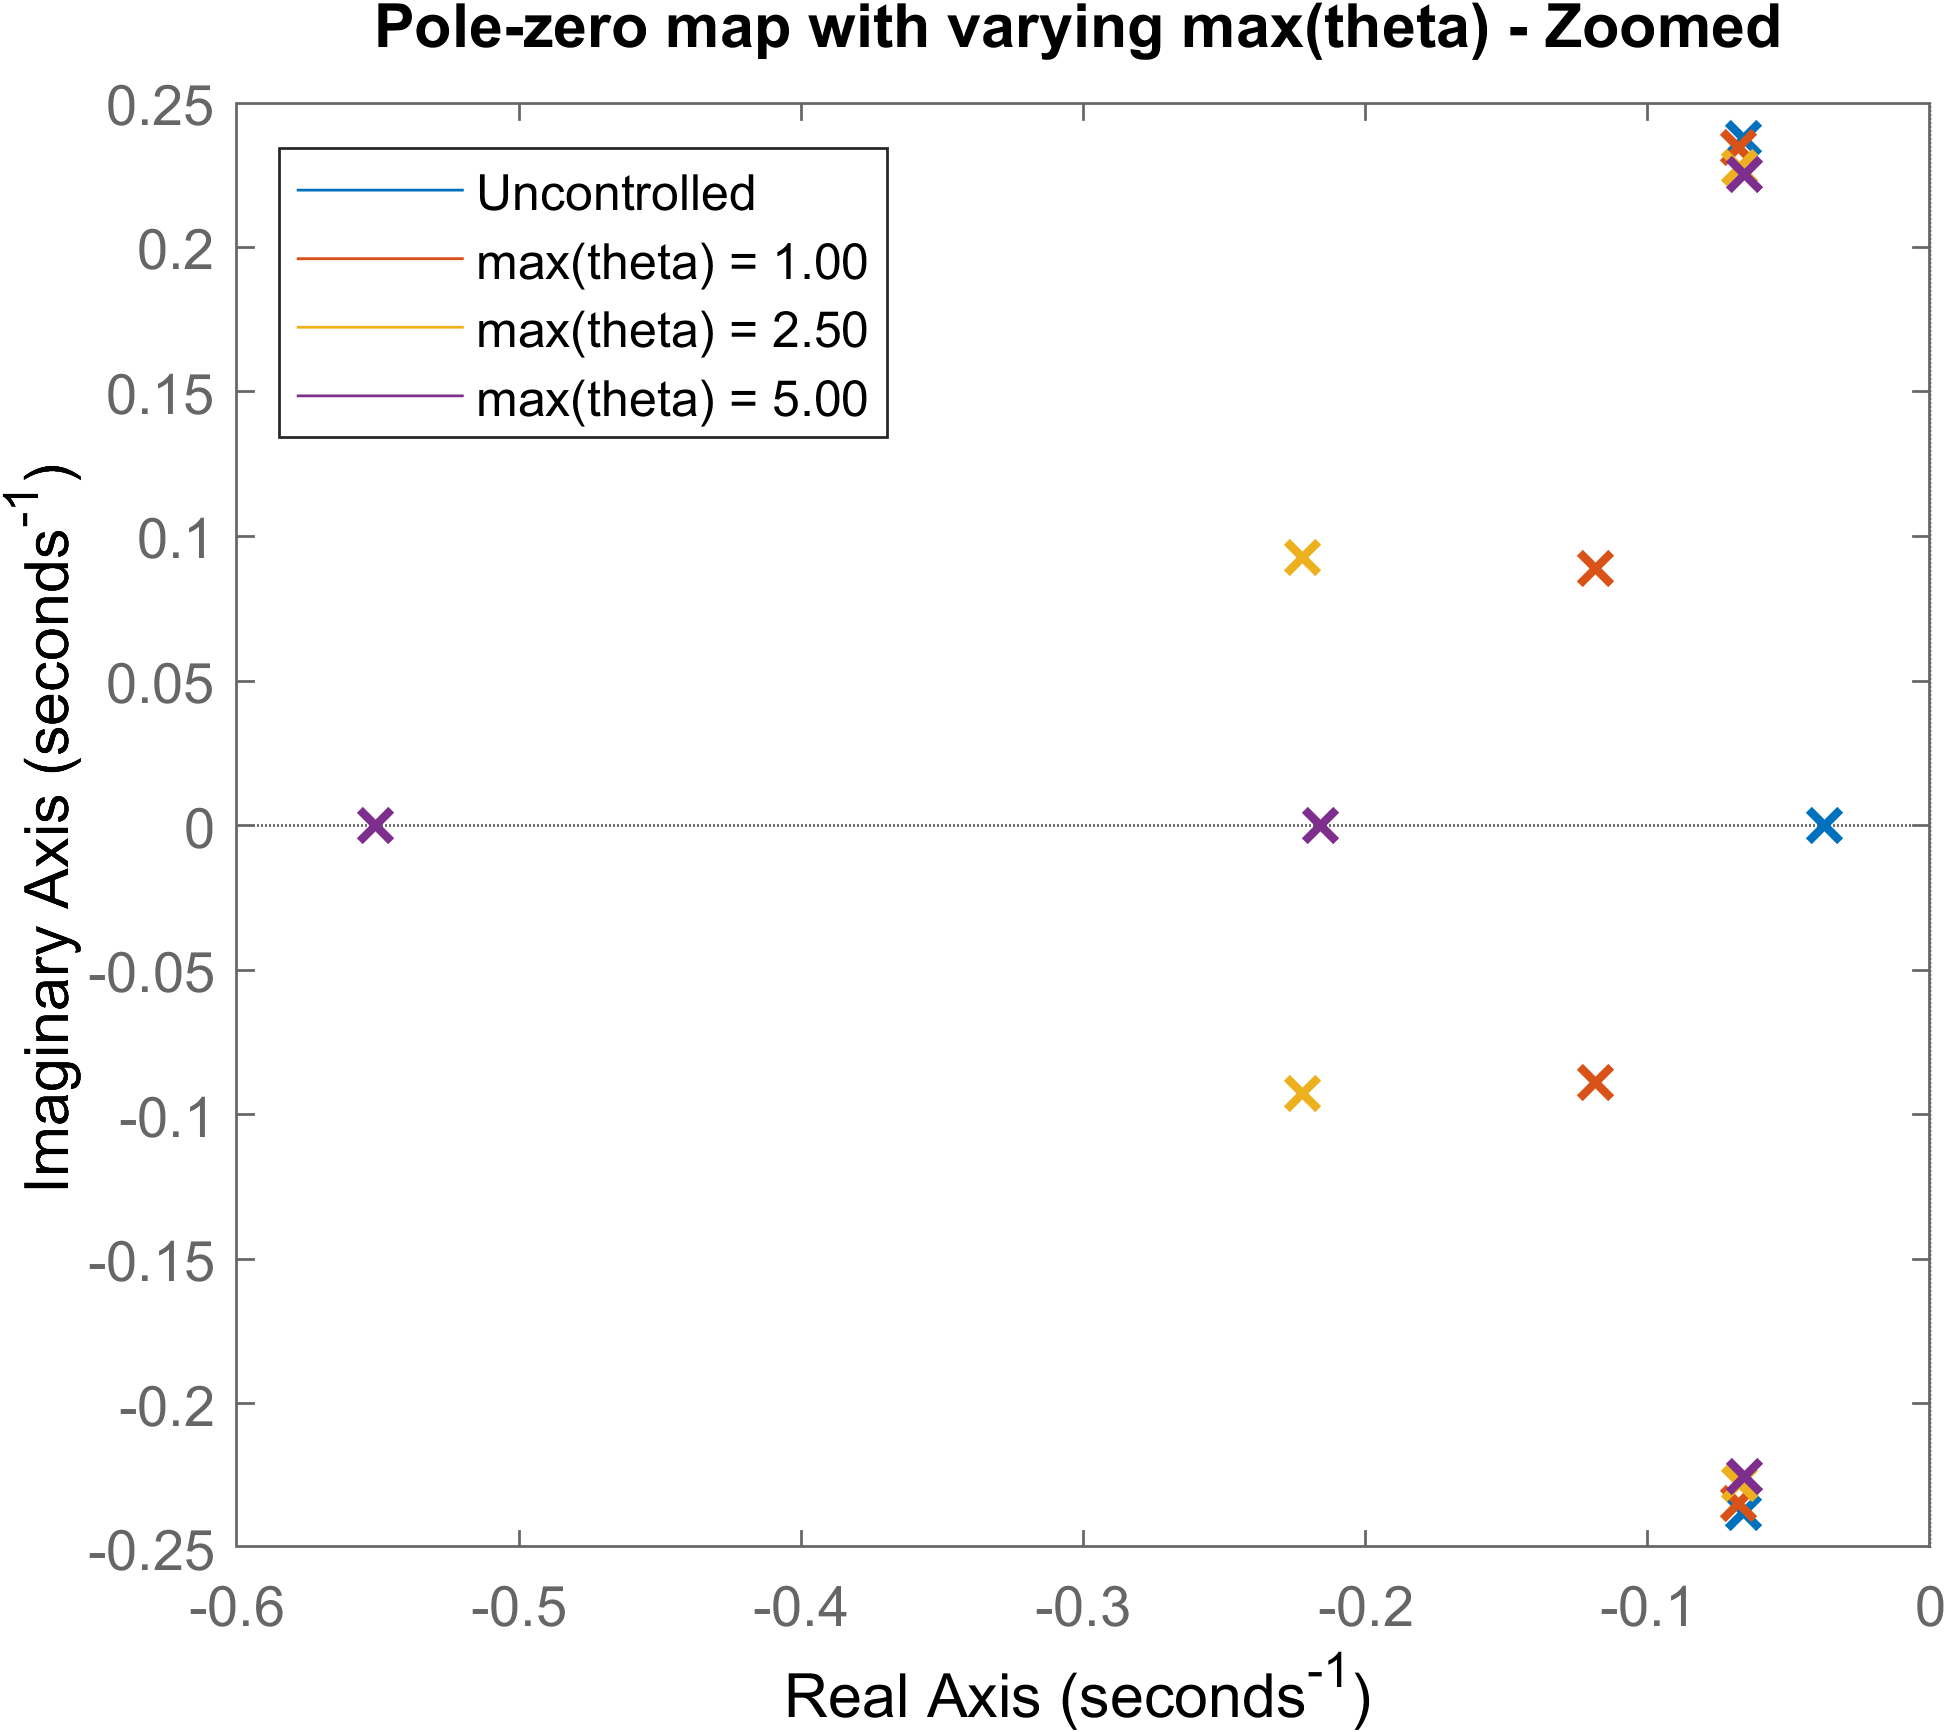 Pole-zero map with varying max(theta) - Zoomed
0.25
0.2
0.15
0.1
0.05
0
-0.05
-0.1
-0.15
-0.2
-0.25
Imaginary Axis (seconds⁻¹)
Uncontrolled
max(theta) = 1.00
max(theta) = 2.50
max(theta) = 5.00
-0.6 -0.5 -0.4 -0.3 -0.2 -0.1 0
Real Axis (seconds⁻¹)